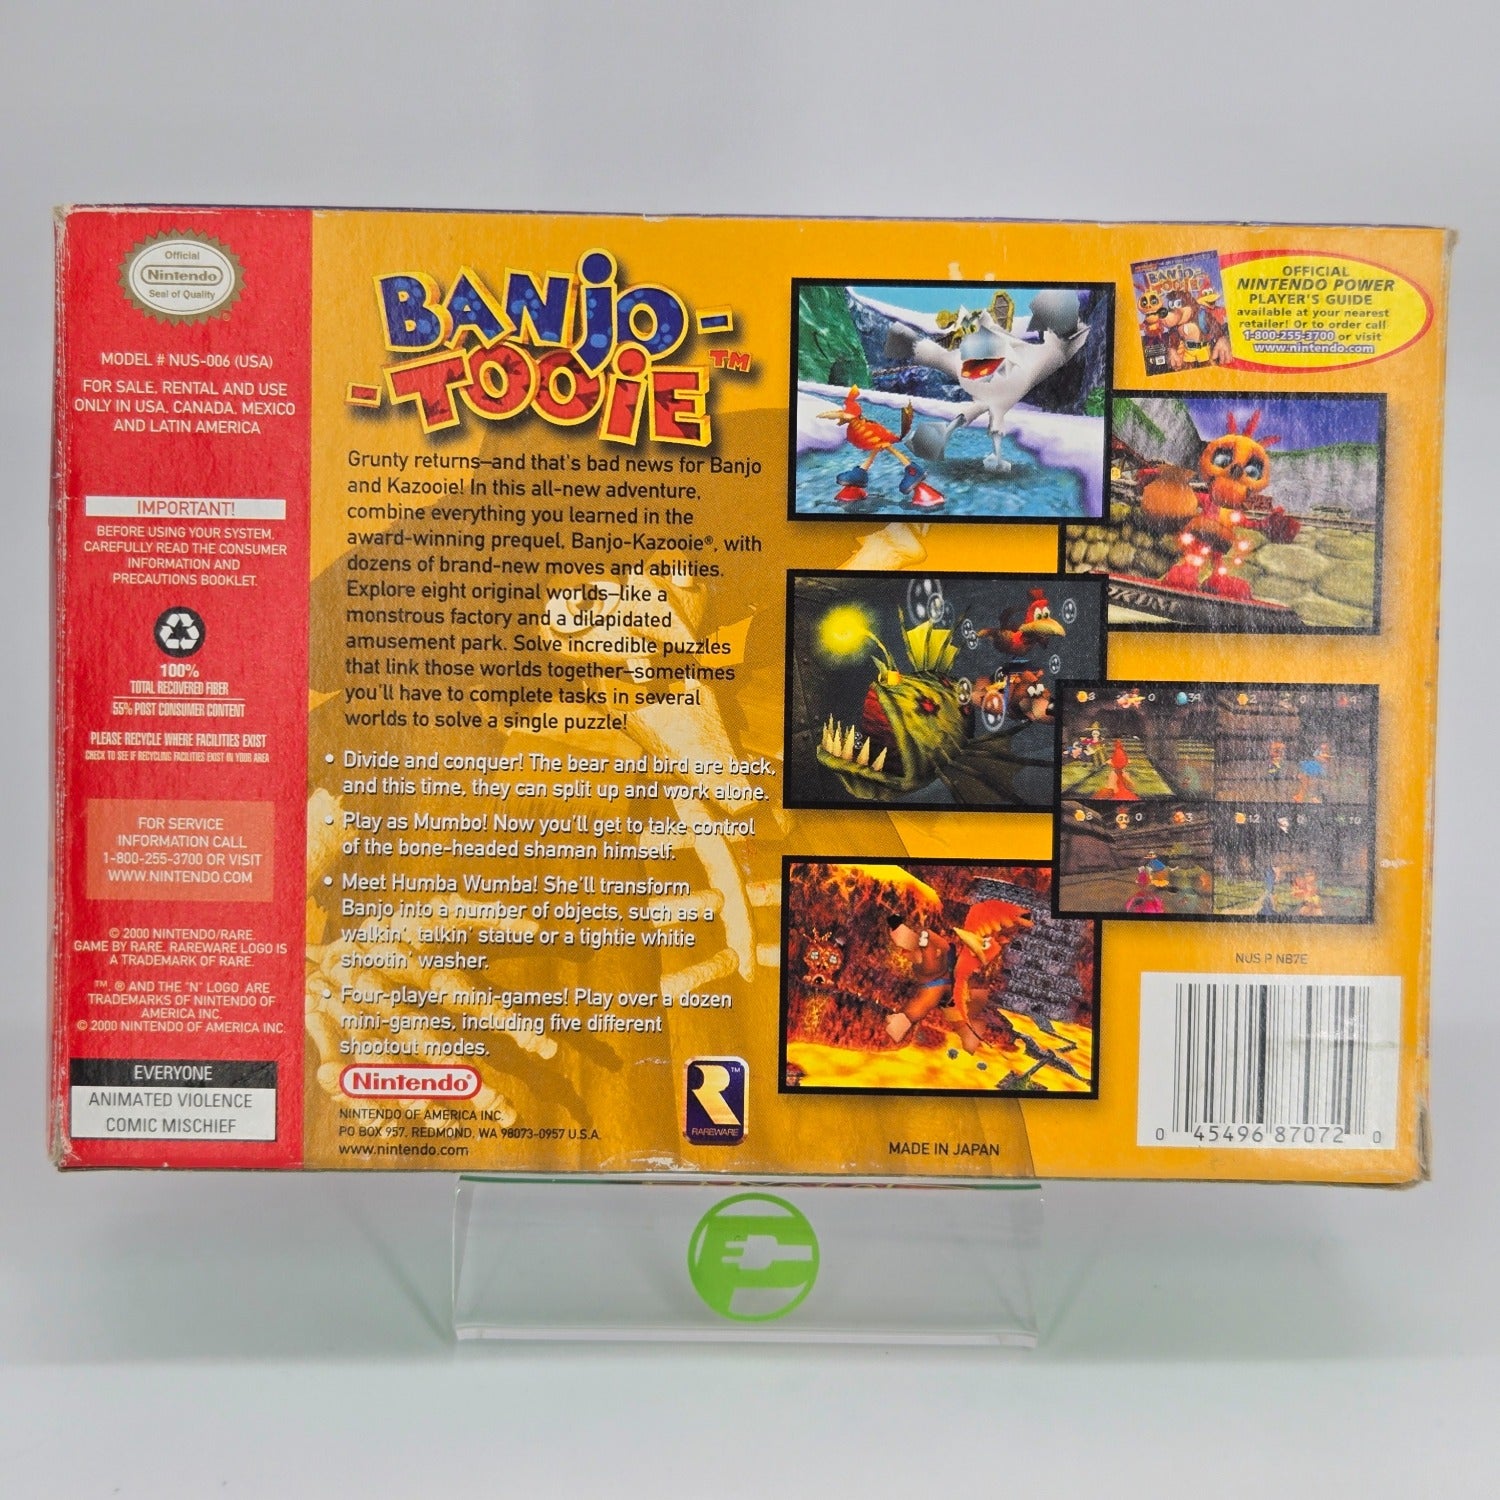 Official
Nintendo
Seal of Quality
MODEL # NUS-006 (USA)
FOR SALE, RENTAL AND USE
ONLY IN USA, CANADA, MEXICO
AND LATIN AMERICA
IMPORTANT!
BEFORE USING YOUR SYSTEM,
CAREFULLY READ THE CONSUMER
INFORMATION AND
PRECAUTIONS BOOKLET.
100%
TOTAL RECOVERED FIBER
55% POST CONSUMER CONTENT
PLEASE RECYCLE WHERE FACILITIES EXIST
CHECK TO SEE IF RECYCLING FACILITIES EXIST IN YOUR AREA
FOR SERVICE
INFORMATION CALL
1-800-255-3700 OR VISIT
WWW.NINTENDO.COM
© 2000 NINTENDO/RARE.
GAME BY RARE. RAREWARE LOGO IS
A TRADEMARK OF RARE.
™, ® AND THE "N" LOGO ARE
TRADEMARKS OF NINTENDO OF
AMERICA INC.
© 2000 NINTENDO OF AMERICA INC.
EVERYONE
ANIMATED VIOLENCE
COMIC MISCHIEF
BANJO-
-TOOIE™
Grunty returns—and that's bad news for Banjo
and Kazooie! In this all-new adventure,
combine everything you learned in the
award-winning prequel, Banjo-Kazooie®, with
dozens of brand-new moves and abilities.
Explore eight original worlds—like a
monstrous factory and a dilapidated
amusement park. Solve incredible puzzles
that link those worlds together—sometimes
you'll have to complete tasks in several
worlds to solve a single puzzle!
• Divide and conquer! The bear and bird are back,
and this time, they can split up and work alone.
• Play as Mumbo! Now you'll get to take control
of the bone-headed shaman himself.
• Meet Humba Wumba! She'll transform
Banjo into a number of objects, such as a
walkin', talkin' statue or a tightie whitie
shootin' washer.
• Four-player mini-games! Play over a dozen
mini-games, including five different
shootout modes.
Nintendo®
NINTENDO OF AMERICA INC.
PO BOX 957, REDMOND, WA 98073-0957 U.S.A.
www.nintendo.com
R™
RAREWARE
BANJO-
TOOIE
OFFICIAL
NINTENDO POWER
PLAYER'S GUIDE
available at your nearest
retailer! Or to order call
1-800-255-3700 or visit
www.nintendo.com
MADE IN JAPAN
NUS P NB7E
0 45496 87072 0